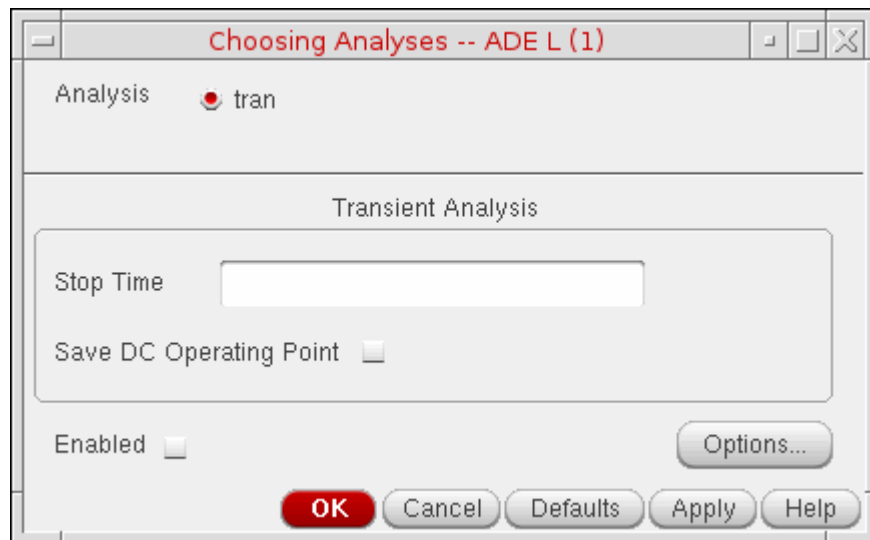 Choosing Analyses -- ADE L (1)
Analysis tran
Transient Analysis
Stop Time
Save DC Operating Point
Enabled Options...
OK Cancel Defaults Apply Help